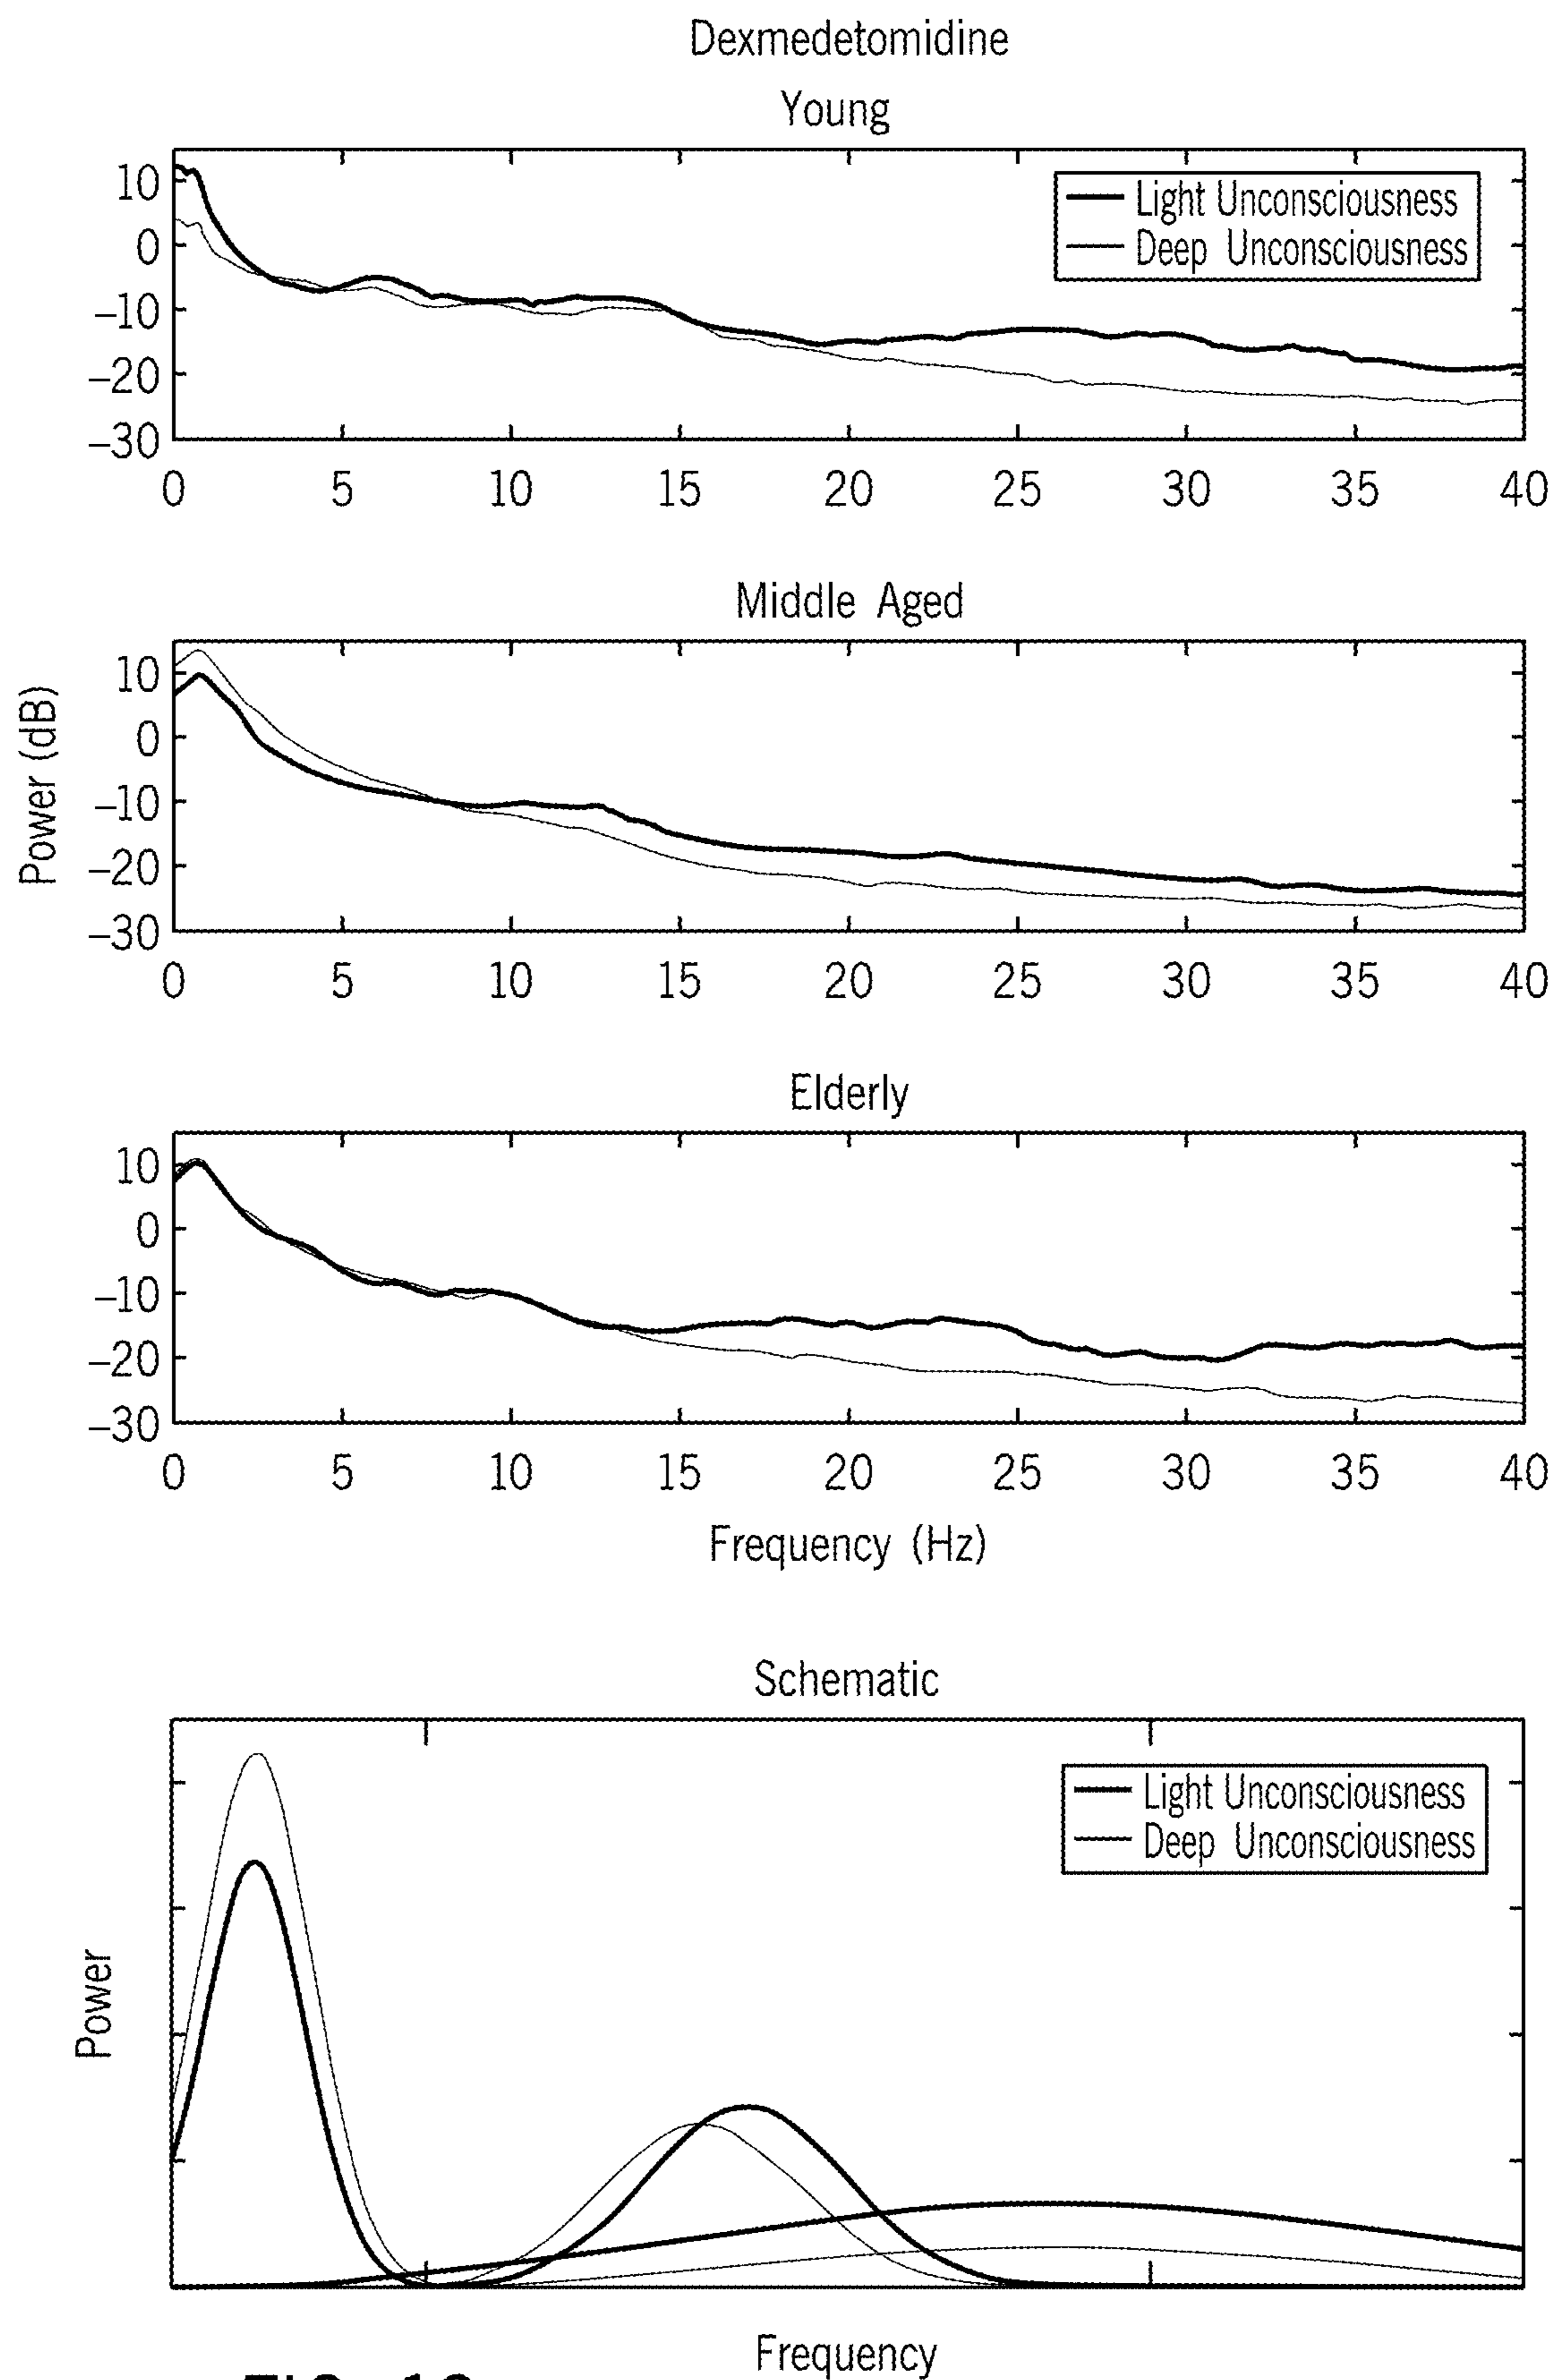 Dexmedetomidine
Young
Light Unconsciousness
Deep Unconsciousness
10
0
–10
–20
–30
0 5 10 15 20 25 30 35 40
Middle Aged
10
0
–10
–20
–30
0 5 10 15 20 25 30 35 40
Power (dB)
Elderly
10
0
–10
–20
–30
0 5 10 15 20 25 30 35 40
Frequency (Hz)
Schematic
Light Unconsciousness
Deep Unconsciousness
Power
Frequency